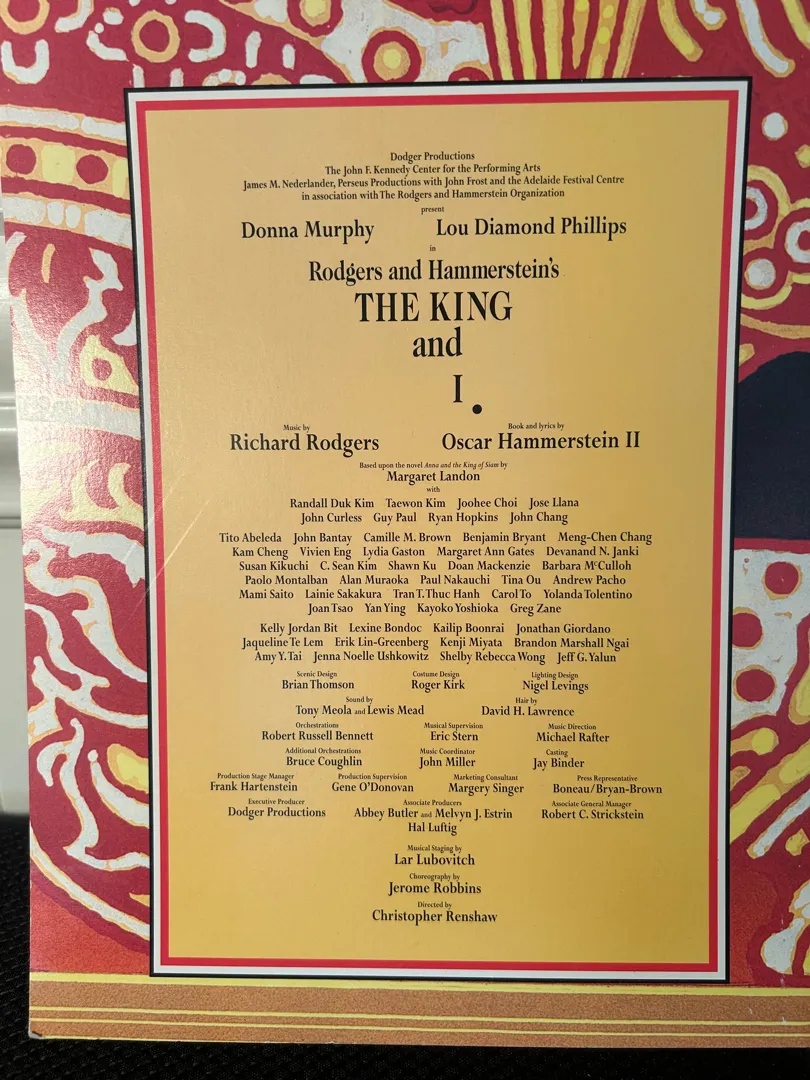 Dodger Productions
The John F. Kennedy Center for the Performing Arts
James M. Nederlander, Perseus Productions with John Frost and the Adelaide Festival Centre
in association with The Rodgers and Hammerstein Organization
present
Donna Murphy Lou Diamond Phillips
in
Rodgers and Hammerstein's
THE KING
and
I.
Music by Book and lyrics by
Richard Rodgers Oscar Hammerstein II
Based upon the novel Anna and the King of Siam by
Margaret Landon
with
Randall Duk Kim Taewon Kim Joohee Choi Jose Llana
John Curless Guy Paul Ryan Hopkins John Chang
Tito Abeleda John Bantay Camille M. Brown Benjamin Bryant Meng-Chen Chang
Kam Cheng Vivien Eng Lydia Gaston Margaret Ann Gates Devanand N. Janki
Susan Kikuchi C. Sean Kim Shawn Ku Doan Mackenzie Barbara McCulloh
Paolo Montalban Alan Muraoka Paul Nakauchi Tina Ou Andrew Pacho
Mami Saito Lainie Sakakura Tran T. Thuc Hanh Carol To Yolanda Tolentino
Joan Tsao Yan Ying Kayoko Yoshioka Greg Zane
Kelly Jordan Bit Lexine Bondoc Kailip Boonrai Jonathan Giordano
Jaqueline Te Lem Erik Lin-Greenberg Kenji Miyata Brandon Marshall Ngai
Amy Y. Tai Jenna Noelle Ushkowitz Shelby Rebecca Wong Jeff G. Yalun
Scenic Design Costume Design Lighting Design
Brian Thomson Roger Kirk Nigel Levings
Sound by Hair by
Tony Meola and Lewis Mead David H. Lawrence
Orchestrations Musical Supervision Music Direction
Robert Russell Bennett Eric Stern Michael Rafter
Additional Orchestrations Music Coordinator Casting
Bruce Coughlin John Miller Jay Binder
Production Stage Manager Production Supervision Marketing Consultant Press Representative
Frank Hartenstein Gene O'Donovan Margery Singer Boneau/Bryan-Brown
Executive Producer Associate Producers Associate General Manager
Dodger Productions Abbey Butler and Melvyn J. Estrin Robert C. Strickstein
Hal Luftig
Musical Staging by
Lar Lubovitch
Choreography by
Jerome Robbins
Directed by
Christopher Renshaw